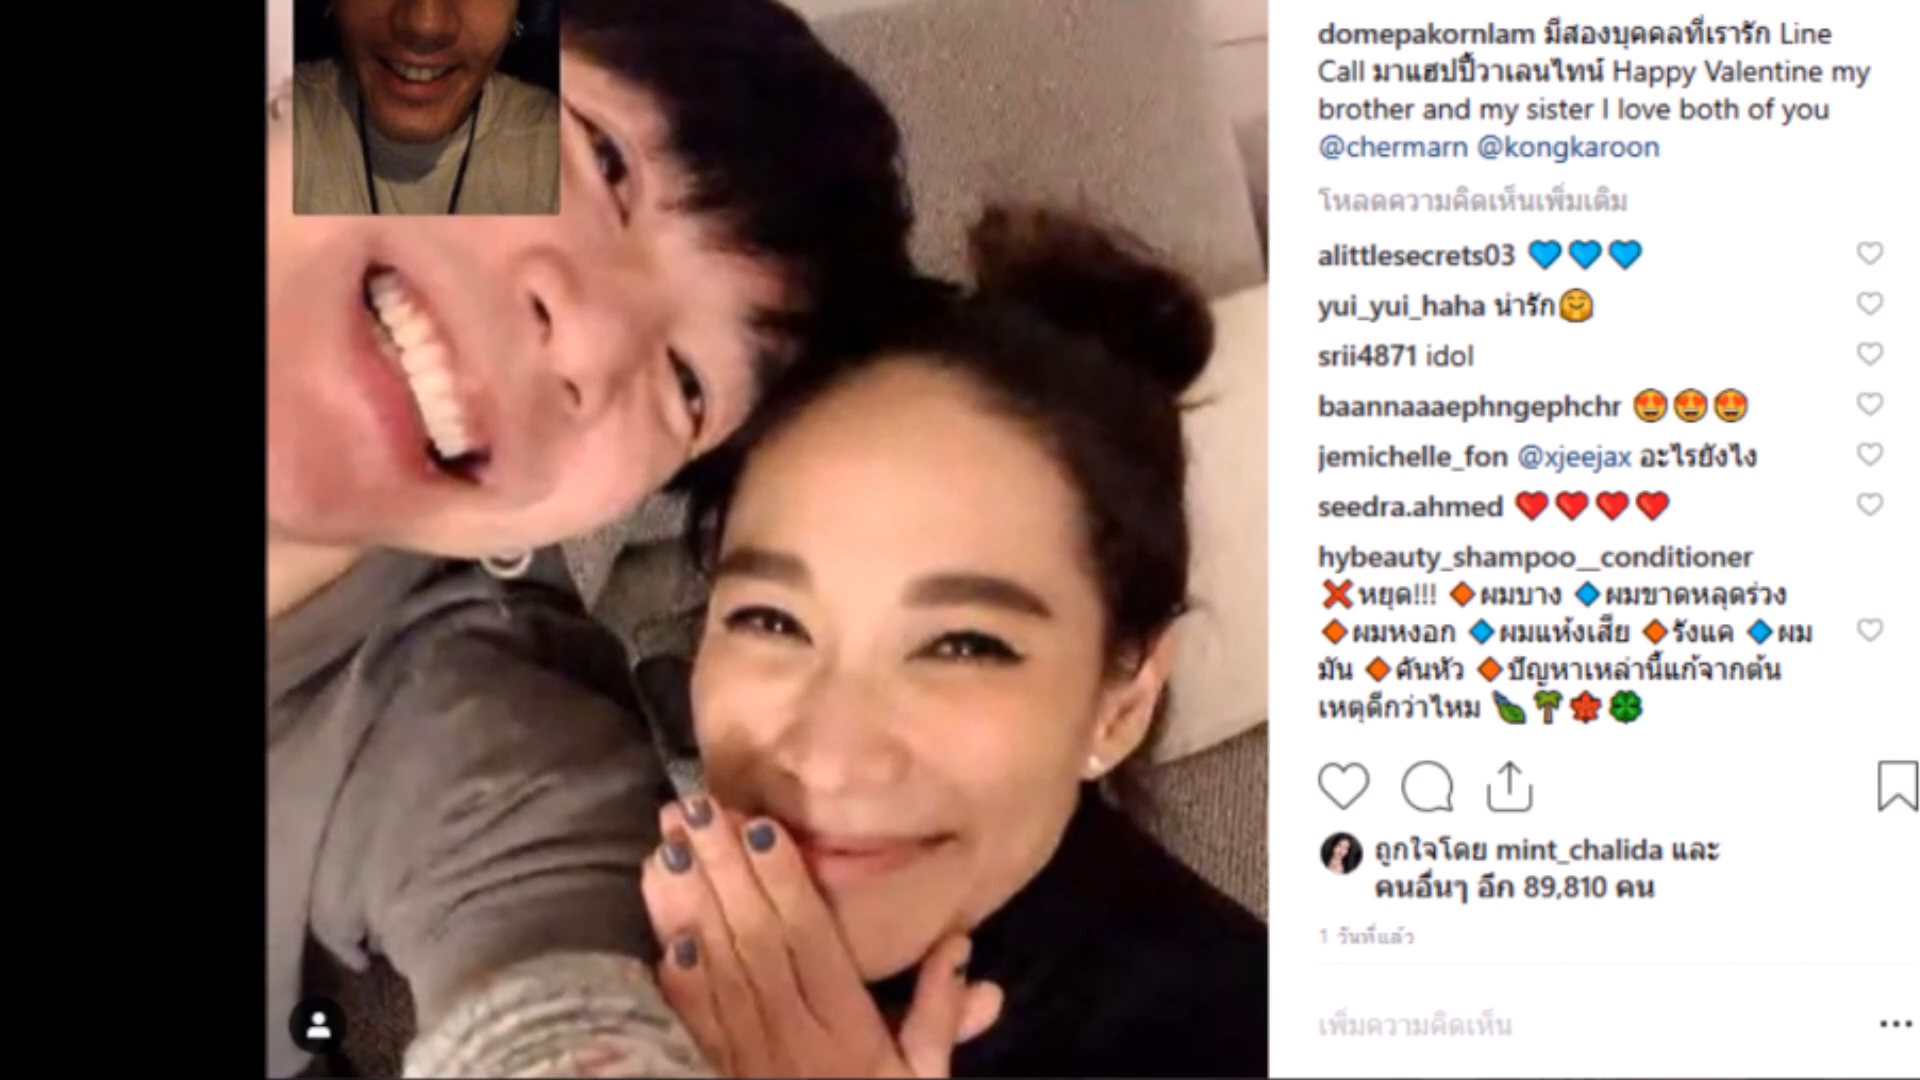 domepakornlam มีสองบุคคลที่เรารัก Line
Call มาแฮปปี้วาเลนไทน์ Happy Valentine my
brother and my sister I love both of you
@chermarn @kongkaroon
โหลดความคิดเห็นเพิ่มเติม
alittlesecrets03 💙💙💙
yui_yui_haha น่ารัก🤗
srii4871 idol
baannaaaephngephchr 😍😍😍
jemichelle_fon @xjeejax อะไรยังไง
seedra.ahmed ❤️❤️❤️❤️
hybeauty_shampoo__conditioner
❌หยุด!!! 🔶ผมบาง 🔷ผมขาดหลุดร่วง
🔶ผมหงอก 🔷ผมแห้งเสีย 🔶รังแค 🔷ผม
มัน 🔶คันหัว 🔶ปัญหาเหล่านี้แก้จากต้น
เหตุดีกว่าไหม 🍃🌴🍁🍀
ถูกใจโดย mint_chalida และ
คนอื่นๆ อีก 89,810 คน
1 วันที่แล้ว
เพิ่มความคิดเห็น